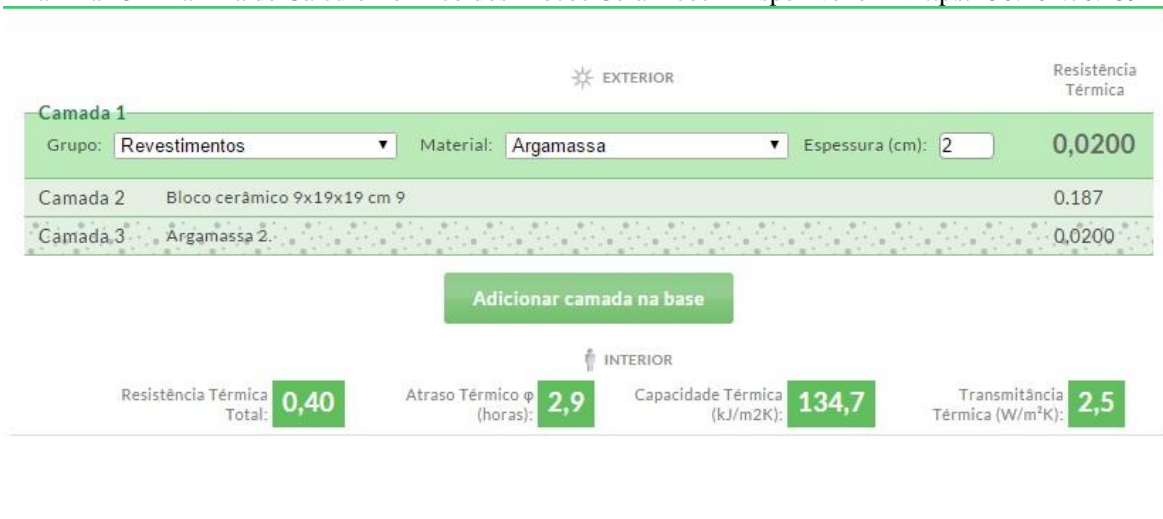 EXTERIOR
Resistência
Térmica
Camada 1
Grupo: Revestimentos Material: Argamassa Espessura (cm): 2 0,0200
Camada 2 Bloco cerâmico 9x19x19 cm 9 0.187
Camada 3 Argamassa 2. 0,0200
Adicionar camada na base
INTERIOR
Resistência Térmica Total: 0,40 Atraso Térmico φ (horas): 2,9 Capacidade Térmica (kJ/m2K): 134,7 Transmitância Térmica (W/m²K): 2,5